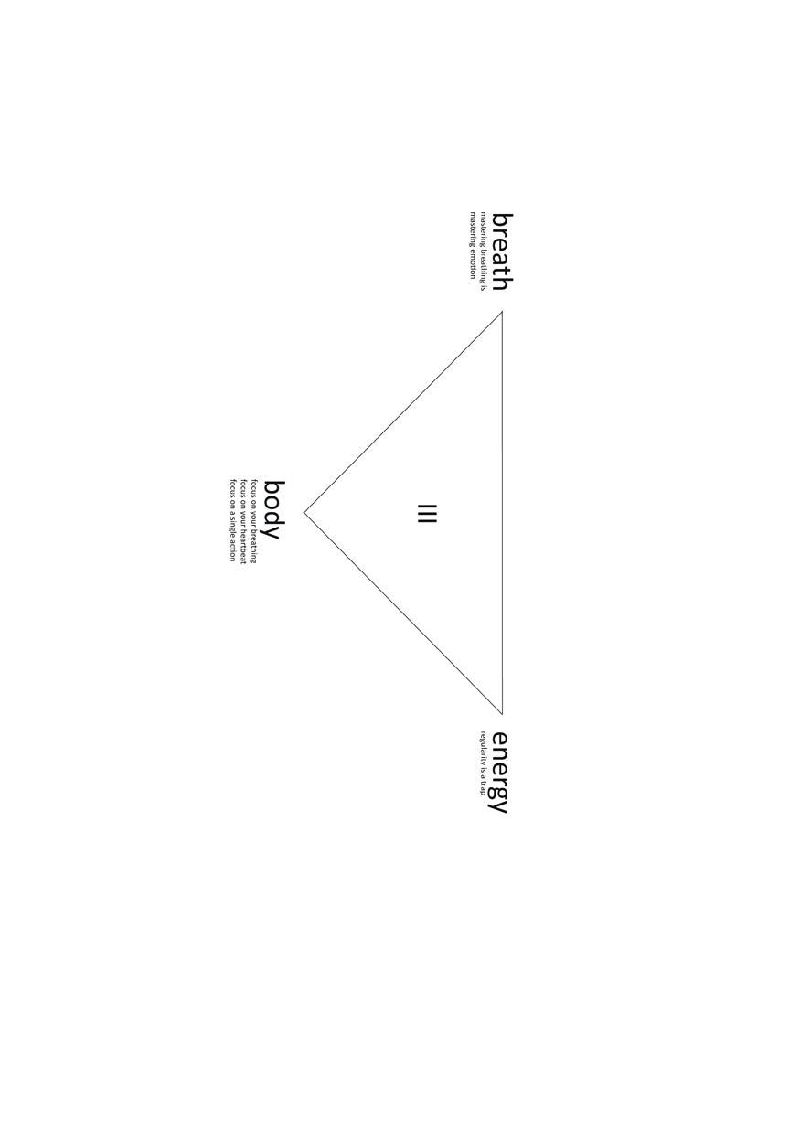 breath
mastering breathing is
mastering emotion
energy
regularity is a trap
III
body
focus on your breathing
focus on your heartbeat
focus on a single action